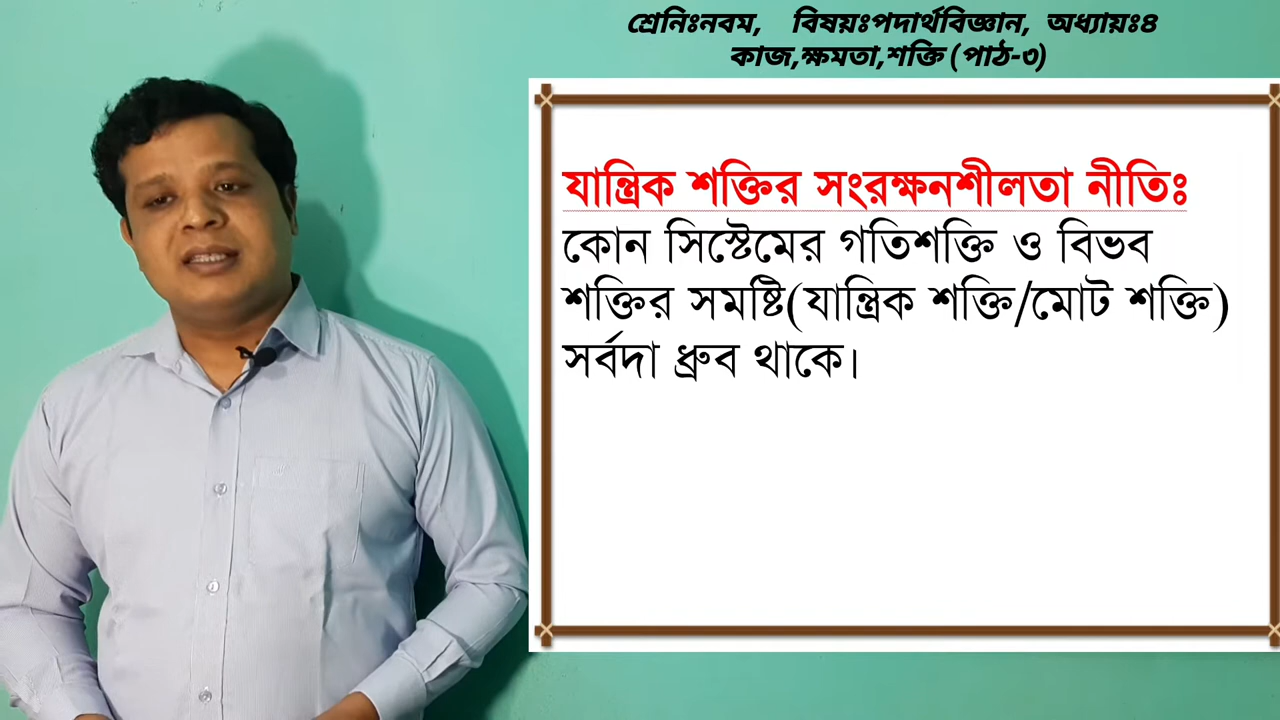 শ্রেনিঃনবম, বিষয়ঃপদার্থবিজ্ঞান, অধ্যায়ঃ৪
কাজ,ক্ষমতা,শক্তি (পাঠ-৩)
যান্ত্রিক শক্তির সংরক্ষনশীলতা নীতিঃ
কোন সিস্টেমের গতিশক্তি ও বিভব
শক্তির সমষ্টি(যান্ত্রিক শক্তি/মোট শক্তি)
সর্বদা ধ্রুব থাকে।